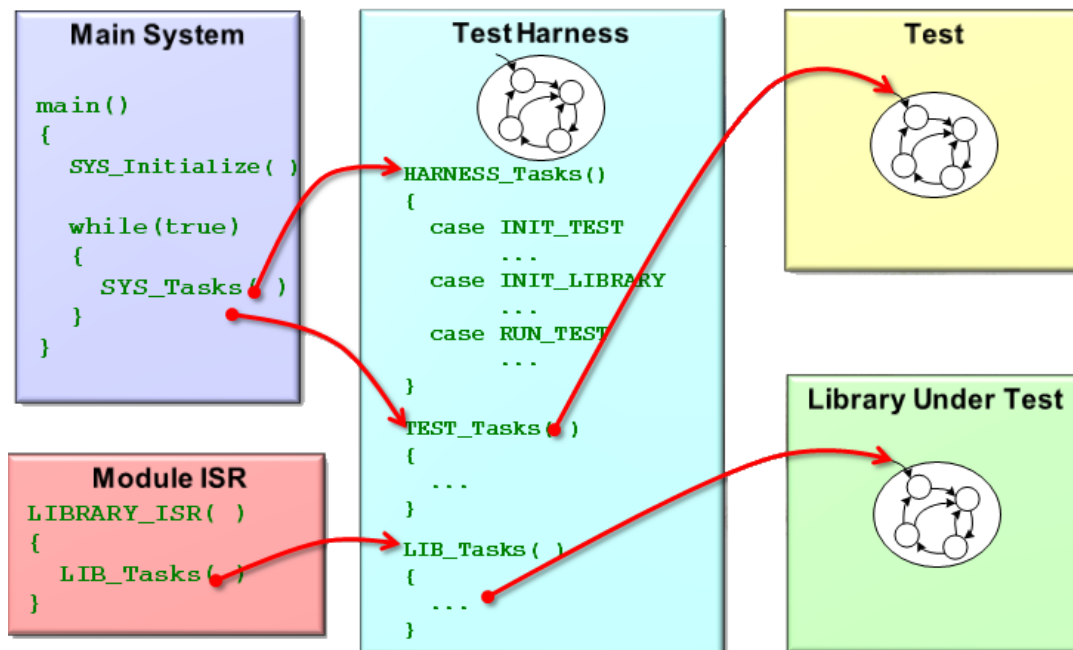 Main System
main()
{
SYS_Initialize( )
while(true)
{
SYS_Tasks( )
}
}
Module ISR
LIBRARY_ISR( )
{
LIB_Tasks( )
}
Test Harness
HARNESS_Tasks()
{
case INIT_TEST
...
case INIT_LIBRARY
...
case RUN_TEST
...
}
TEST_Tasks( )
{
...
}
LIB_Tasks( )
{
...
}
Test
Library Under Test